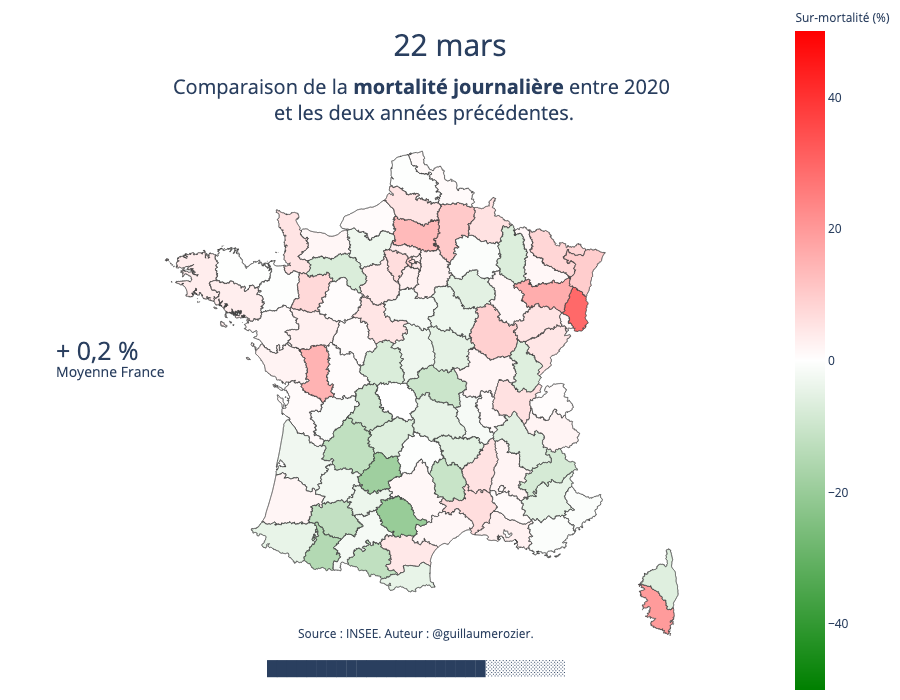 Sur-mortalité (%)
22 mars
Comparaison de la mortalité journalière entre 2020
et les deux années précédentes.
40
20
0
−20
−40
+ 0,2 %
Moyenne France
Source : INSEE. Auteur : @guillaumerozier.